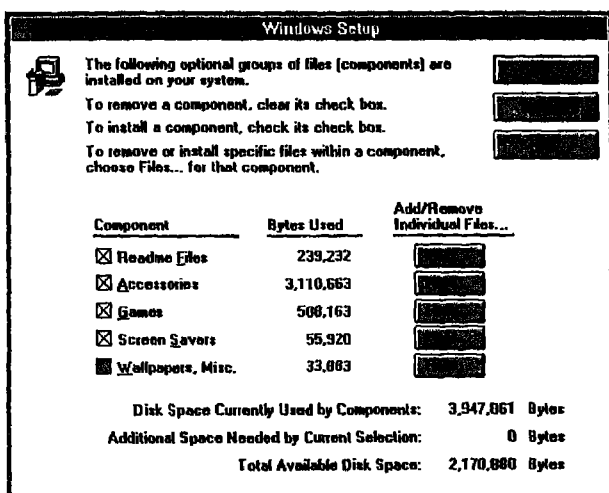 Windows Setup
The following optional groups of files (components) are
installed on your system.
To remove a component, clear its check box.
To install a component, check its check box.
To remove or install specific files within a component,
choose Files... for that component.
Add/Remove
Component Bytes Used Individual Files...
Readme Files 239,232
Accessories 3,110,663
Games 508,163
Screen Savers 55,920
Wallpapers, Misc. 33,883
Disk Space Currently Used by Components: 3,947,861 Bytes
Additional Space Needed by Current Selection: 0 Bytes
Total Available Disk Space: 2,170,880 Bytes